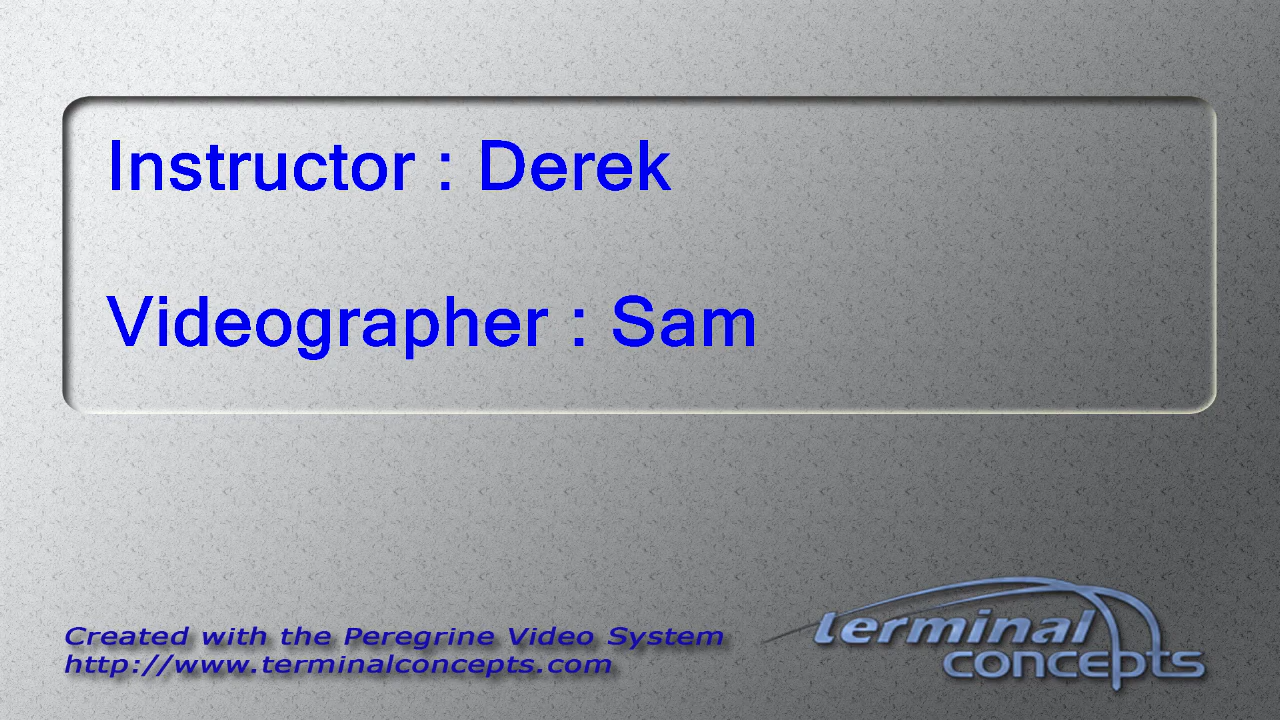 Instructor : Derek
Videographer : Sam
Created with the Peregrine Video System
http://www.terminalconcepts.com
terminal
concepts